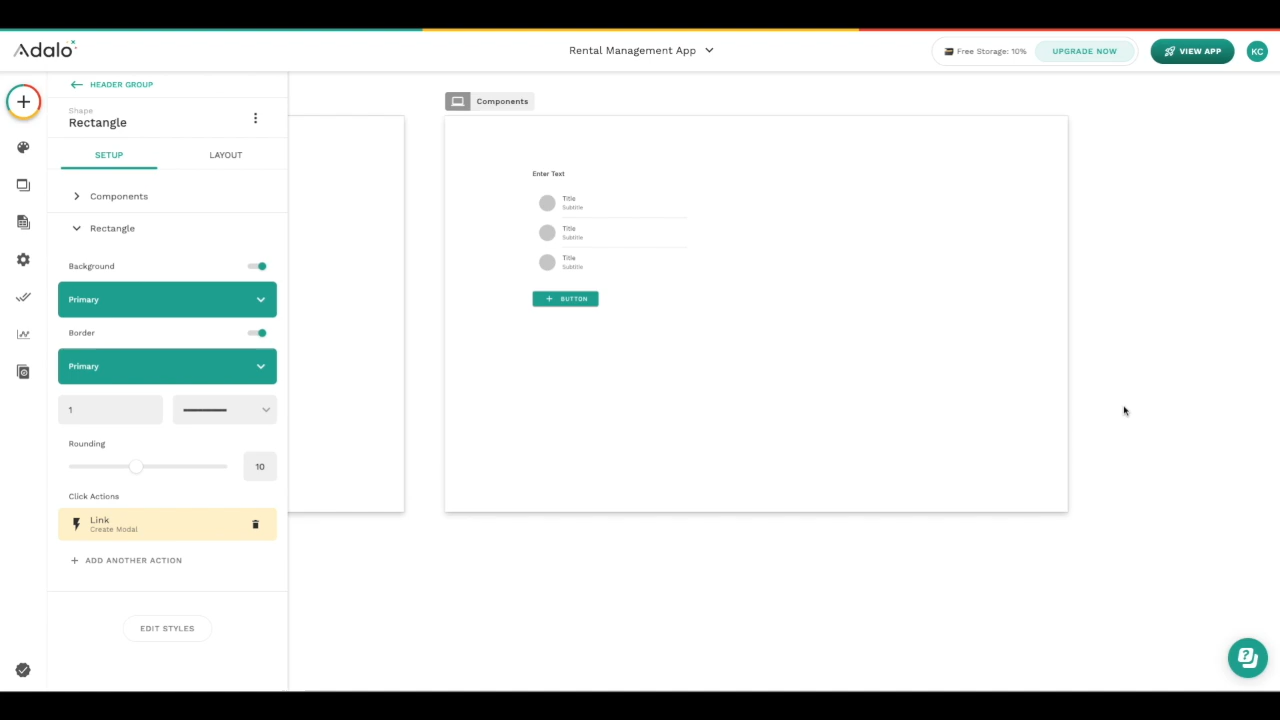 Adalo
Rental Management App
Free Storage: 10%
UPGRADE NOW
VIEW APP
KC
HEADER GROUP
Shape
Rectangle
SETUP
LAYOUT
Components
Rectangle
Background
Primary
Border
Primary
1
Rounding
10
Click Actions
Link
Create Modal
+ ADD ANOTHER ACTION
EDIT STYLES
Components
Enter Text
Title
Subtitle
Title
Subtitle
Title
Subtitle
+ BUTTON